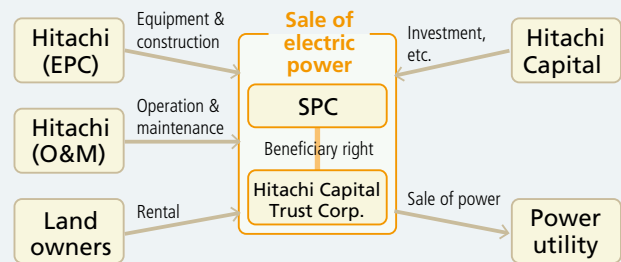 Hitachi
(EPC)
Equipment &
construction
Sale of
electric
power
Investment,
etc.
Hitachi
Capital
Hitachi
(O&M)
Operation &
maintenance
SPC
Beneficiary right
Hitachi Capital
Trust Corp.
Land
owners
Rental
Sale of power
Power
utility